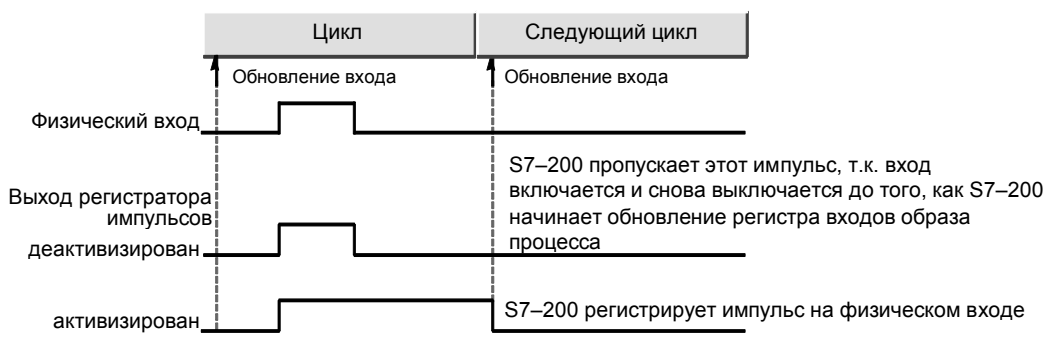 Цикл
Следующий цикл
Обновление входа
Обновление входа
Физический вход
S7–200 пропускает этот импульс, т.к. вход
включается и снова выключается до того, как S7–200
начинает обновление регистра входов образа
процесса
Выход регистратора
импульсов
деактивизирован
активизирован
S7–200 регистрирует импульс на физическом входе